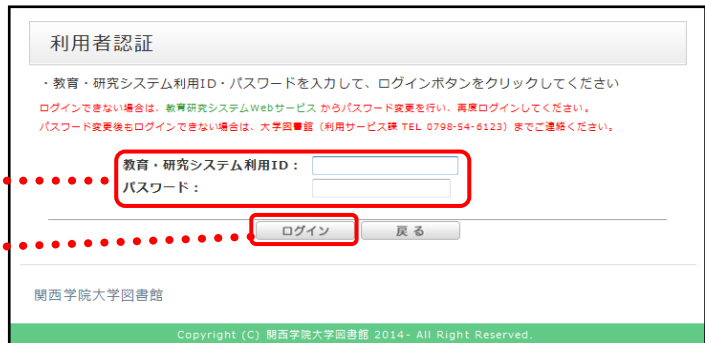 利用者認証
・教育・研究システム利用ID・パスワードを入力して、ログインボタンをクリックしてください
ログインできない場合は、教育研究システムWebサービス からパスワード変更を行い、再度ログインしてください。
パスワード変更後もログインできない場合は、大学図書館（利用サービス課 TEL 0798-54-6123）までご連絡ください。
教育・研究システム利用ID：
パスワード：
ログイン 戻る
関西学院大学図書館
Copyright (C) 関西学院大学図書館 2014- All Right Reserved.